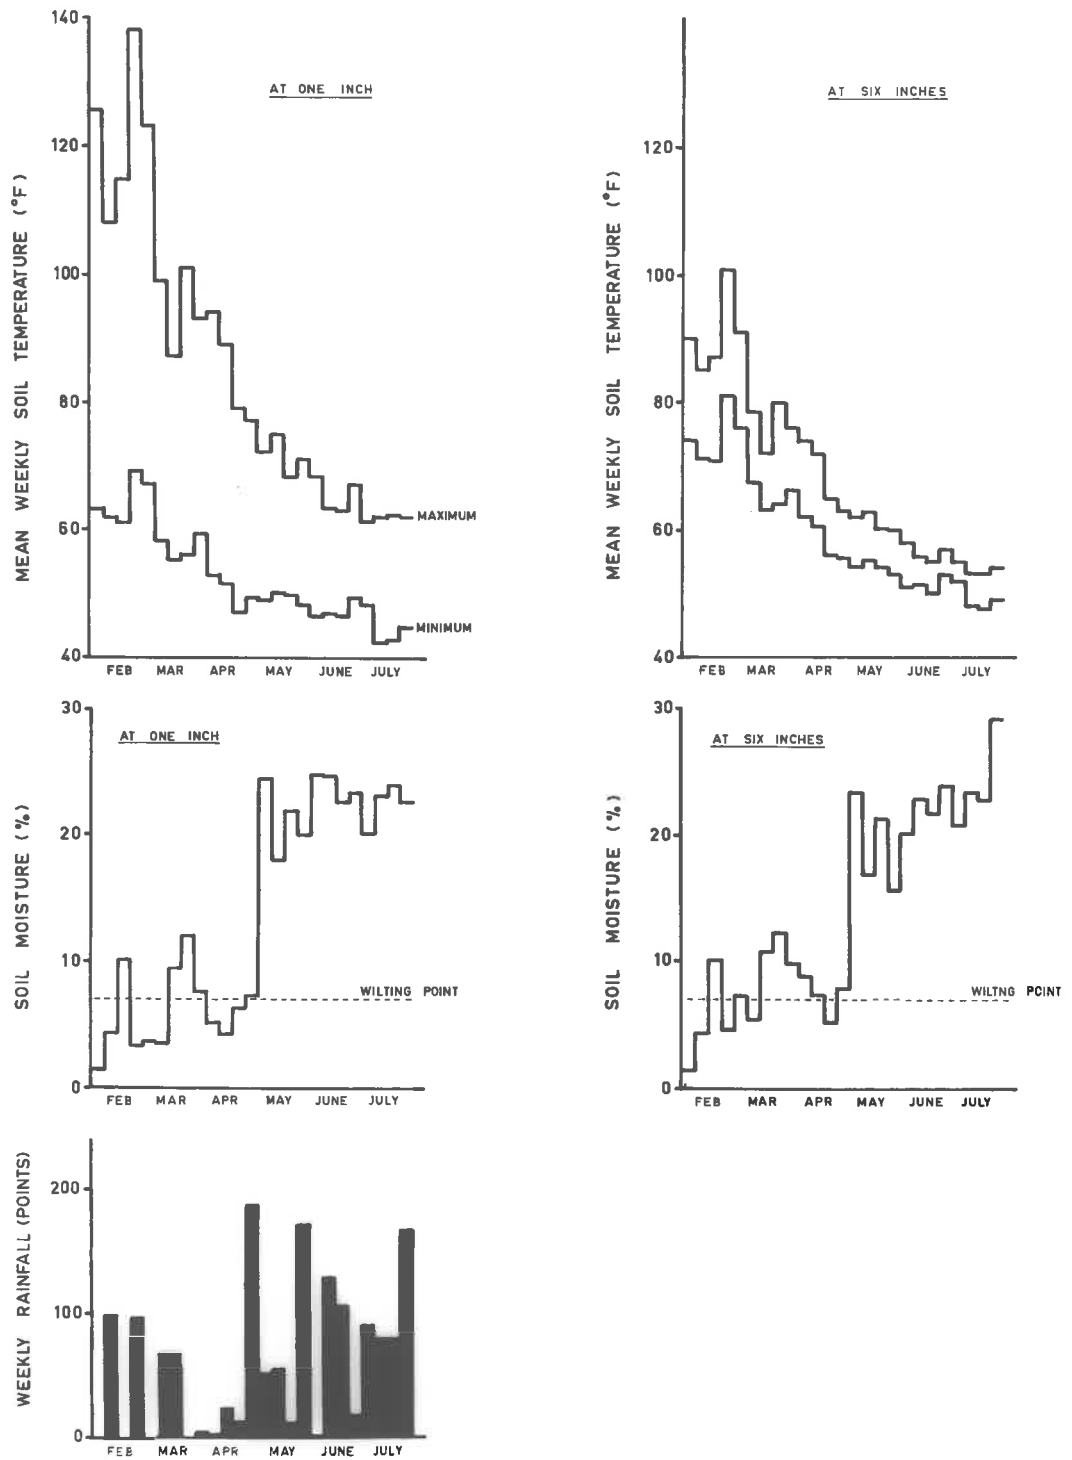 AT ONE INCH
MEAN WEEKLY SOIL TEMPERATURE (°F)
140
120
100
80
60
40
MAXIMUM
MINIMUM
FEB MAR APR MAY JUNE JULY
AT SIX INCHES
MEAN WEEKLY SOIL TEMPERATURE (°F)
120
100
80
60
40
FEB MAR APR MAY JUNE JULY
AT ONE INCH
SOIL MOISTURE (%)
30
20
10
0
WILTING POINT
FEB MAR APR MAY JUNE JULY
AT SIX INCHES
SOIL MOISTURE (%)
30
20
10
0
WILTNG POINT
FEB MAR APR MAY JUNE JULY
WEEKLY RAINFALL (POINTS)
200
100
0
FEB MAR APR MAY JUNE JULY